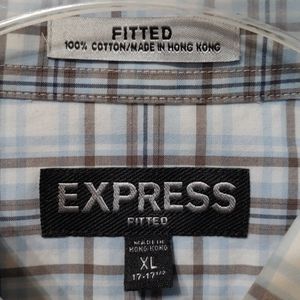 FITTED
100% COTTON/MADE IN HONG KONG
EXPRESS
FITTED
MADE IN
HONG KONG
XL
17-17 1/2